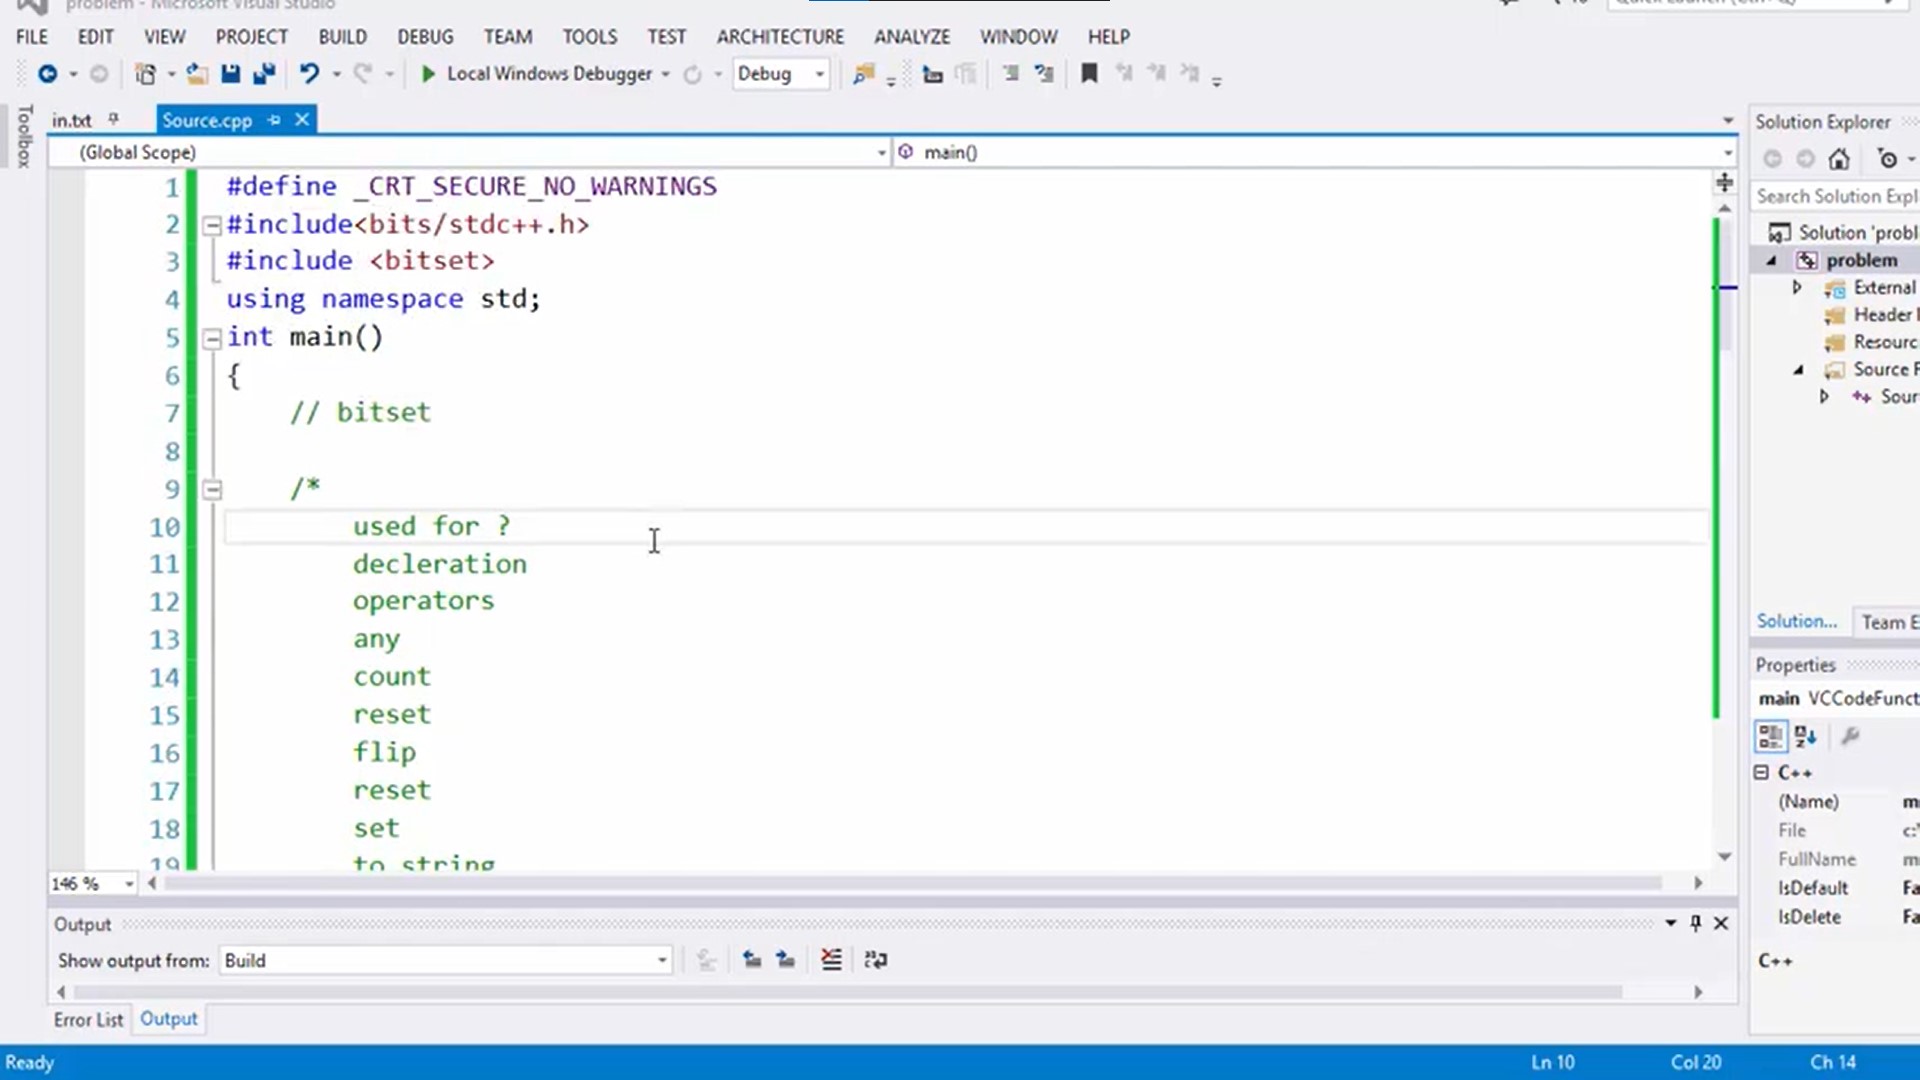 problem - Microsoft Visual Studio
FILE EDIT VIEW PROJECT BUILD DEBUG TEAM TOOLS TEST ARCHITECTURE ANALYZE WINDOW HELP
Local Windows Debugger Debug
Toolbox
in.txt Source.cpp
(Global Scope) main()
1 #define _CRT_SECURE_NO_WARNINGS
2 #include<bits/stdc++.h>
3 #include <bitset>
4 using namespace std;
5 int main()
6 {
7 // bitset
8
9 /*
10 used for ?
11 decleration
12 operators
13 any
14 count
15 reset
16 flip
17 reset
18 set
19 to string
146 %
Output
Show output from: Build
Error List Output
Ready Ln 10 Col 20 Ch 14
Solution Explorer
Search Solution Expl
Solution 'probl
problem
External
Header
Resourc
Source F
Sour
Solution... Team E
Properties
main VCCodeFunct
C++
(Name) m
File c:
FullName m
IsDefault Fa
IsDelete Fa
C++